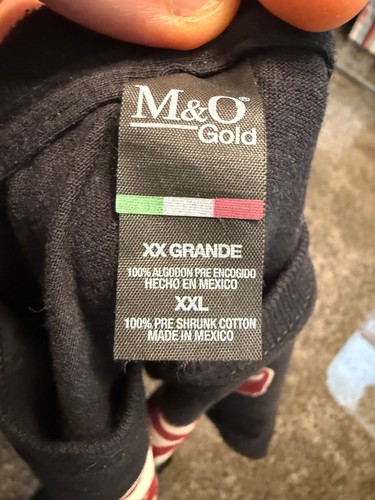 M&O
Gold
XX GRANDE
100% ALGODON PRE ENCOGIDO
HECHO EN MEXICO
XXL
100% PRE SHRUNK COTTON
MADE IN MEXICO